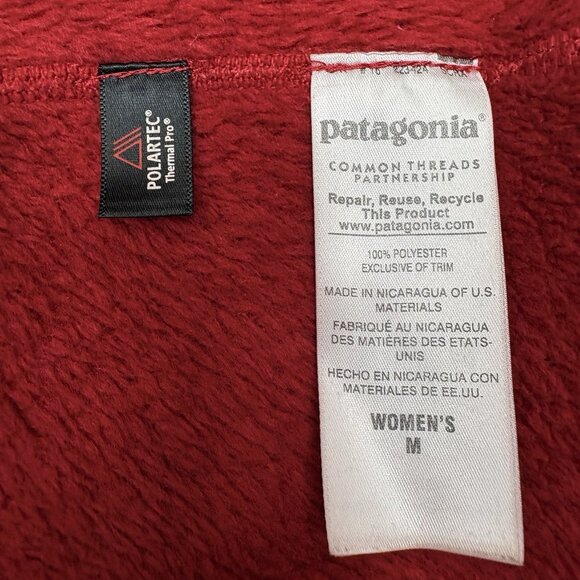 POLARTEC®
Thermal Pro®
patagonia®
COMMON THREADS
PARTNERSHIP
Repair, Reuse, Recycle
This Product
www.patagonia.com
100% POLYESTER
EXCLUSIVE OF TRIM
MADE IN NICARAGUA OF U.S.
MATERIALS
FABRIQUÉ AU NICARAGUA
DES MATIÈRES DES ETATS-
UNIS
HECHO EN NICARAGUA CON
MATERIALES DE EE.UU.
WOMEN'S
M